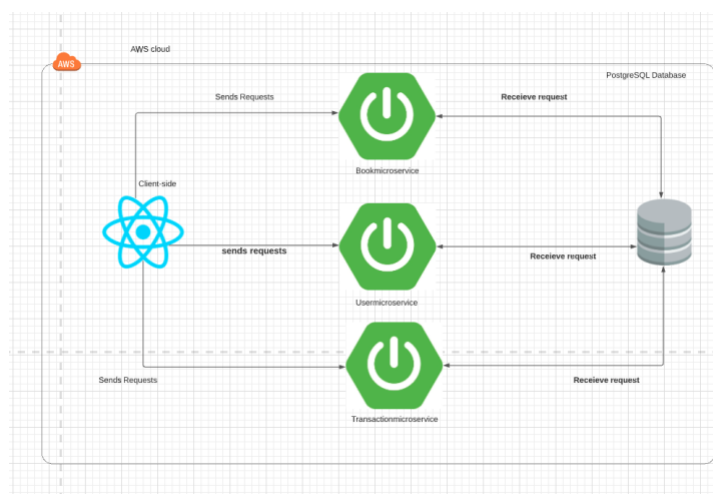 AWS cloud
AWS
PostgreSQL Database
Sends Requests
Receieve request
Bookmicroservice
Client-side
sends requests
Receieve request
Usermicroservice
Sends Requests
Receieve request
Transactionmicroservice